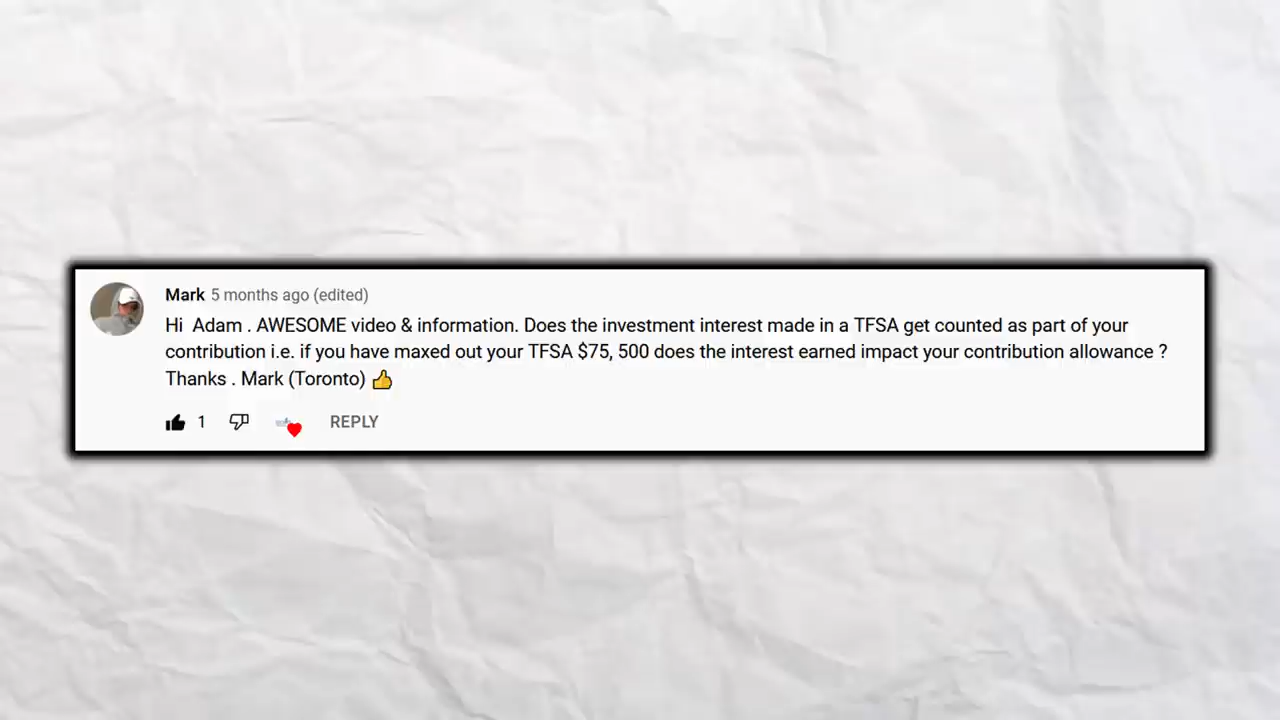 Mark 5 months ago (edited)
Hi Adam . AWESOME video & information. Does the investment interest made in a TFSA get counted as part of your
contribution i.e. if you have maxed out your TFSA $75, 500 does the interest earned impact your contribution allowance ?
Thanks . Mark (Toronto) 👍
1 REPLY